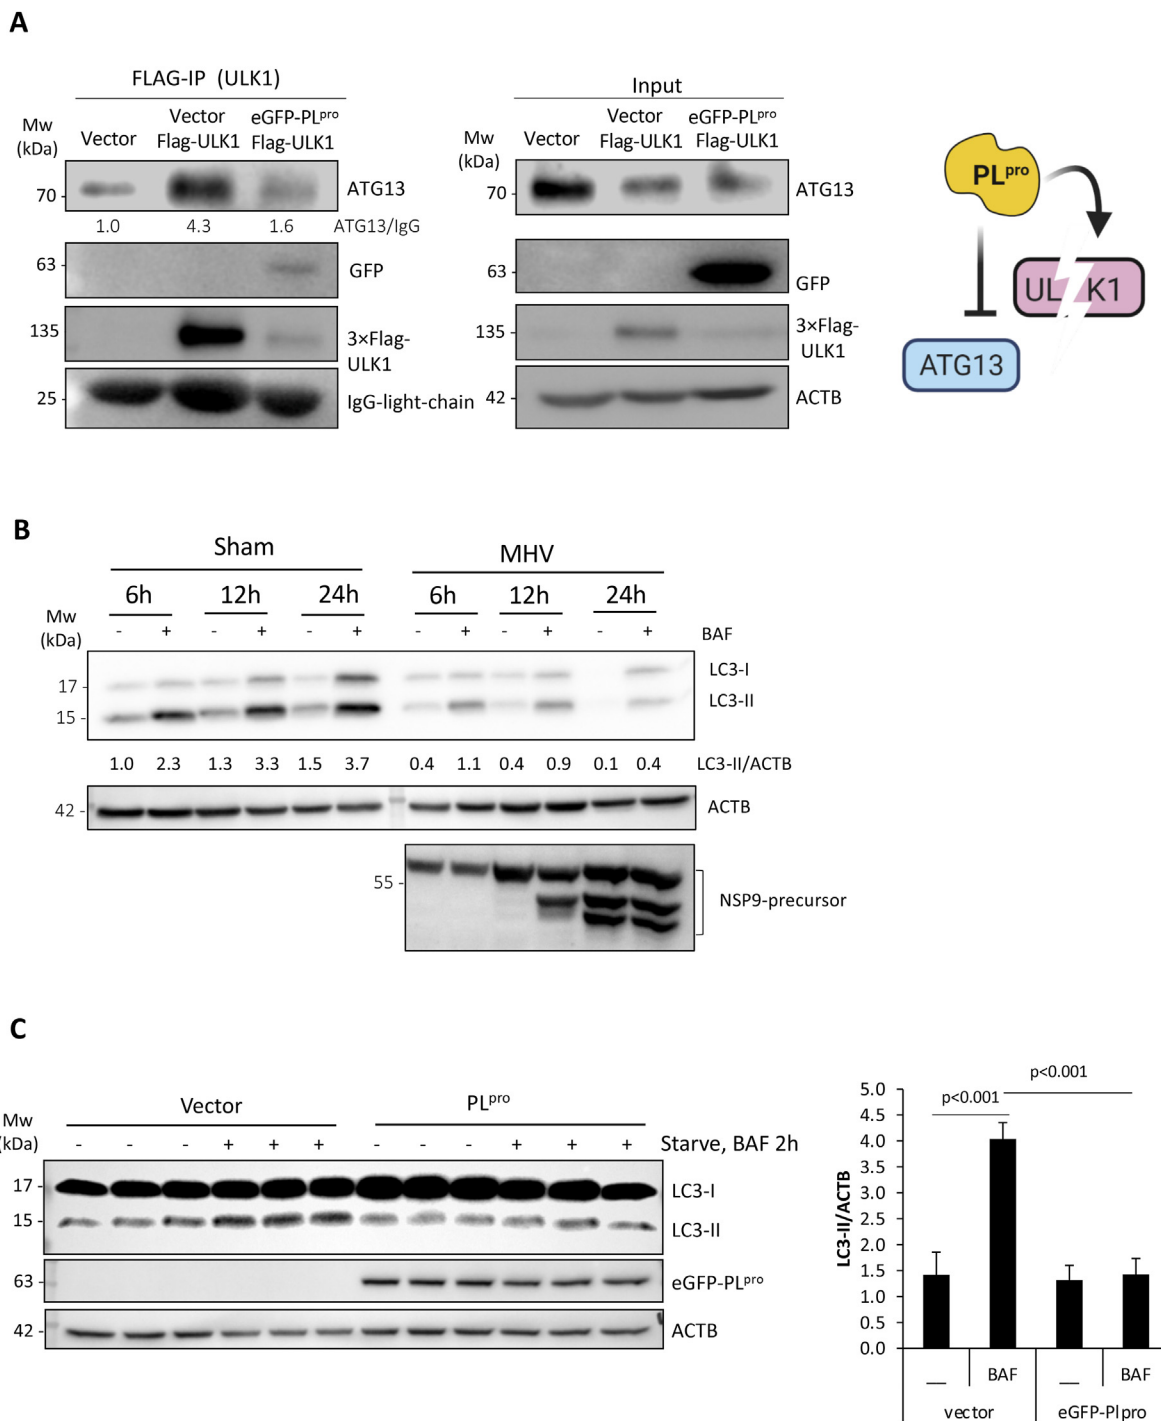 A
FLAG-IP (ULK1)
Input
Mw
(kDa)
Vector
Vector
Flag-ULK1
eGFP-PLpro
Flag-ULK1
Mw
(kDa)
Vector
Vector
Flag-ULK1
eGFP-PLpro
Flag-ULK1
70 -
ATG13
70 -
ATG13
1.0 4.3 1.6 ATG13/IgG
63 -
GFP
63 -
GFP
135 -
3×Flag-
ULK1
135 -
3×Flag-
ULK1
25 -
IgG-light-chain
42 -
ACTB
PLpro
UL K1
ATG13
B
Sham
MHV
6h 12h 24h 6h 12h 24h
Mw
(kDa)
- + - + - + - + - + - + BAF
17 -
LC3-I
15 -
LC3-II
1.0 2.3 1.3 3.3 1.5 3.7 0.4 1.1 0.4 0.9 0.1 0.4 LC3-II/ACTB
42 -
ACTB
55 -
NSP9-precursor
C
Vector
PLpro
Mw
(kDa)
- - - + + + - - - + + + Starve, BAF 2h
17 -
LC3-I
15 -
LC3-II
63 -
eGFP-PLpro
42 -
ACTB
p<0.001
p<0.001
LC3-II/ACTB
5.0
4.5
4.0
3.5
3.0
2.5
2.0
1.5
1.0
0.5
0.0
— BAF — BAF
vector eGFP-Plpro